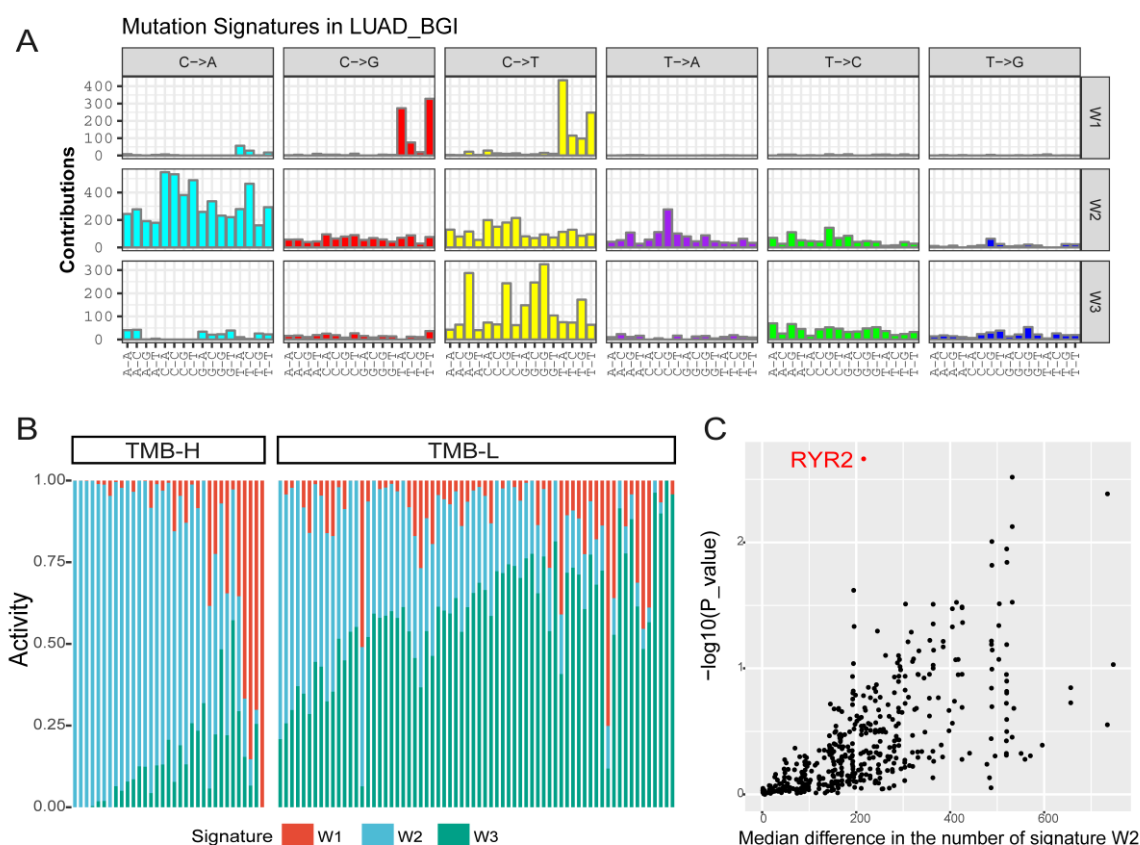 A
Mutation Signatures in LUAD_BGI
C->A C->G C->T T->A T->C T->G
Contributions
400
300
200
100
0
W1
400
200
0
W2
300
200
100
0
W3
B
TMB-H TMB-L
Activity
1.00
0.75
0.50
0.25
0.00
Signature W1 W2 W3
C
RYR2
−log10(P_value)
2
1
0
0 200 400 600
Median difference in the number of signature W2